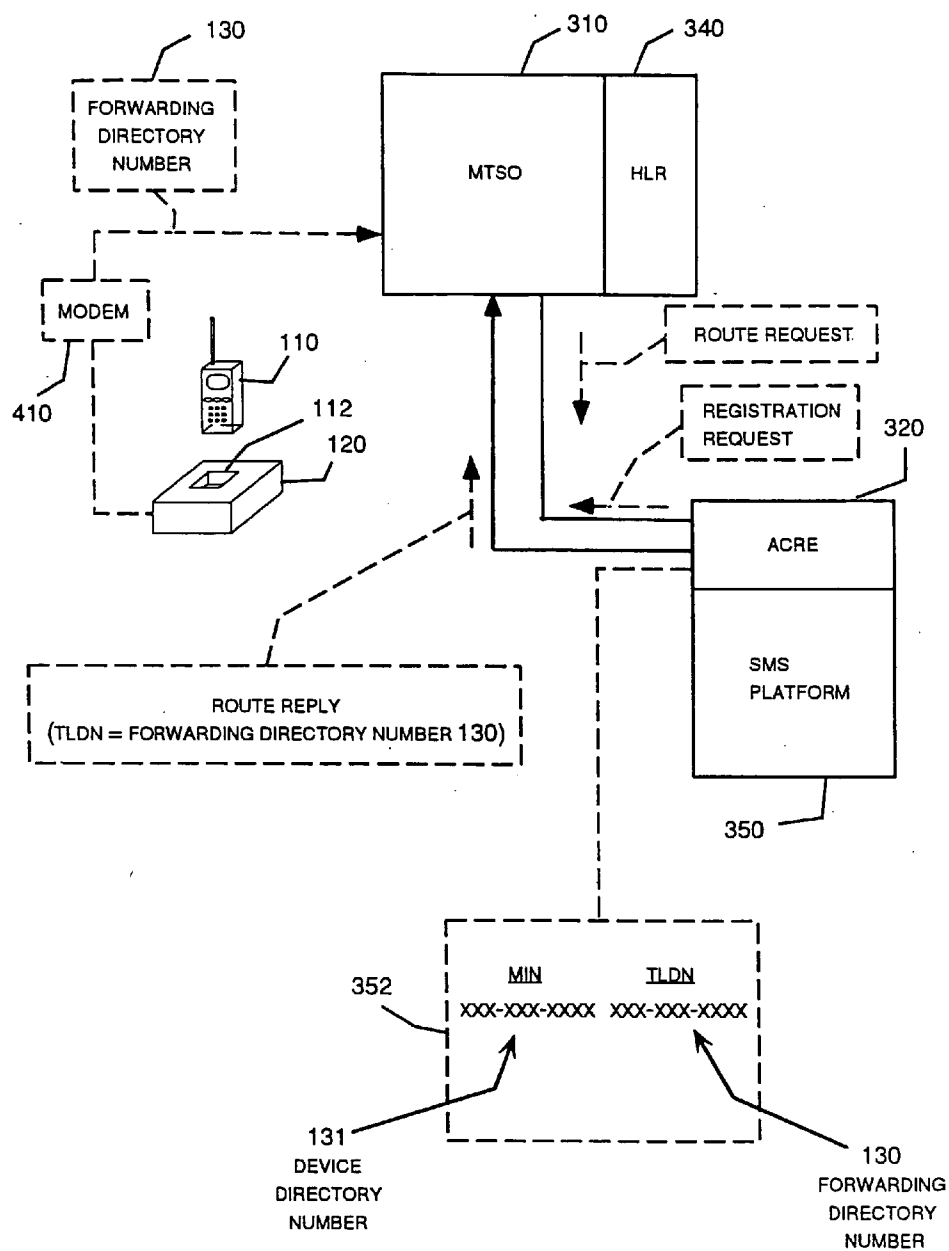 130
310
340
FORWARDING
DIRECTORY
NUMBER
MTSO
HLR
MODEM
410
110
112
120
ROUTE REQUEST
REGISTRATION
REQUEST
320
ACRE
SMS
PLATFORM
350
ROUTE REPLY
(TLDN = FORWARDING DIRECTORY NUMBER 130)
352
MIN TLDN
XXX-XXX-XXXX XXX-XXX-XXXX
131
DEVICE
DIRECTORY
NUMBER
130
FORWARDING
DIRECTORY
NUMBER